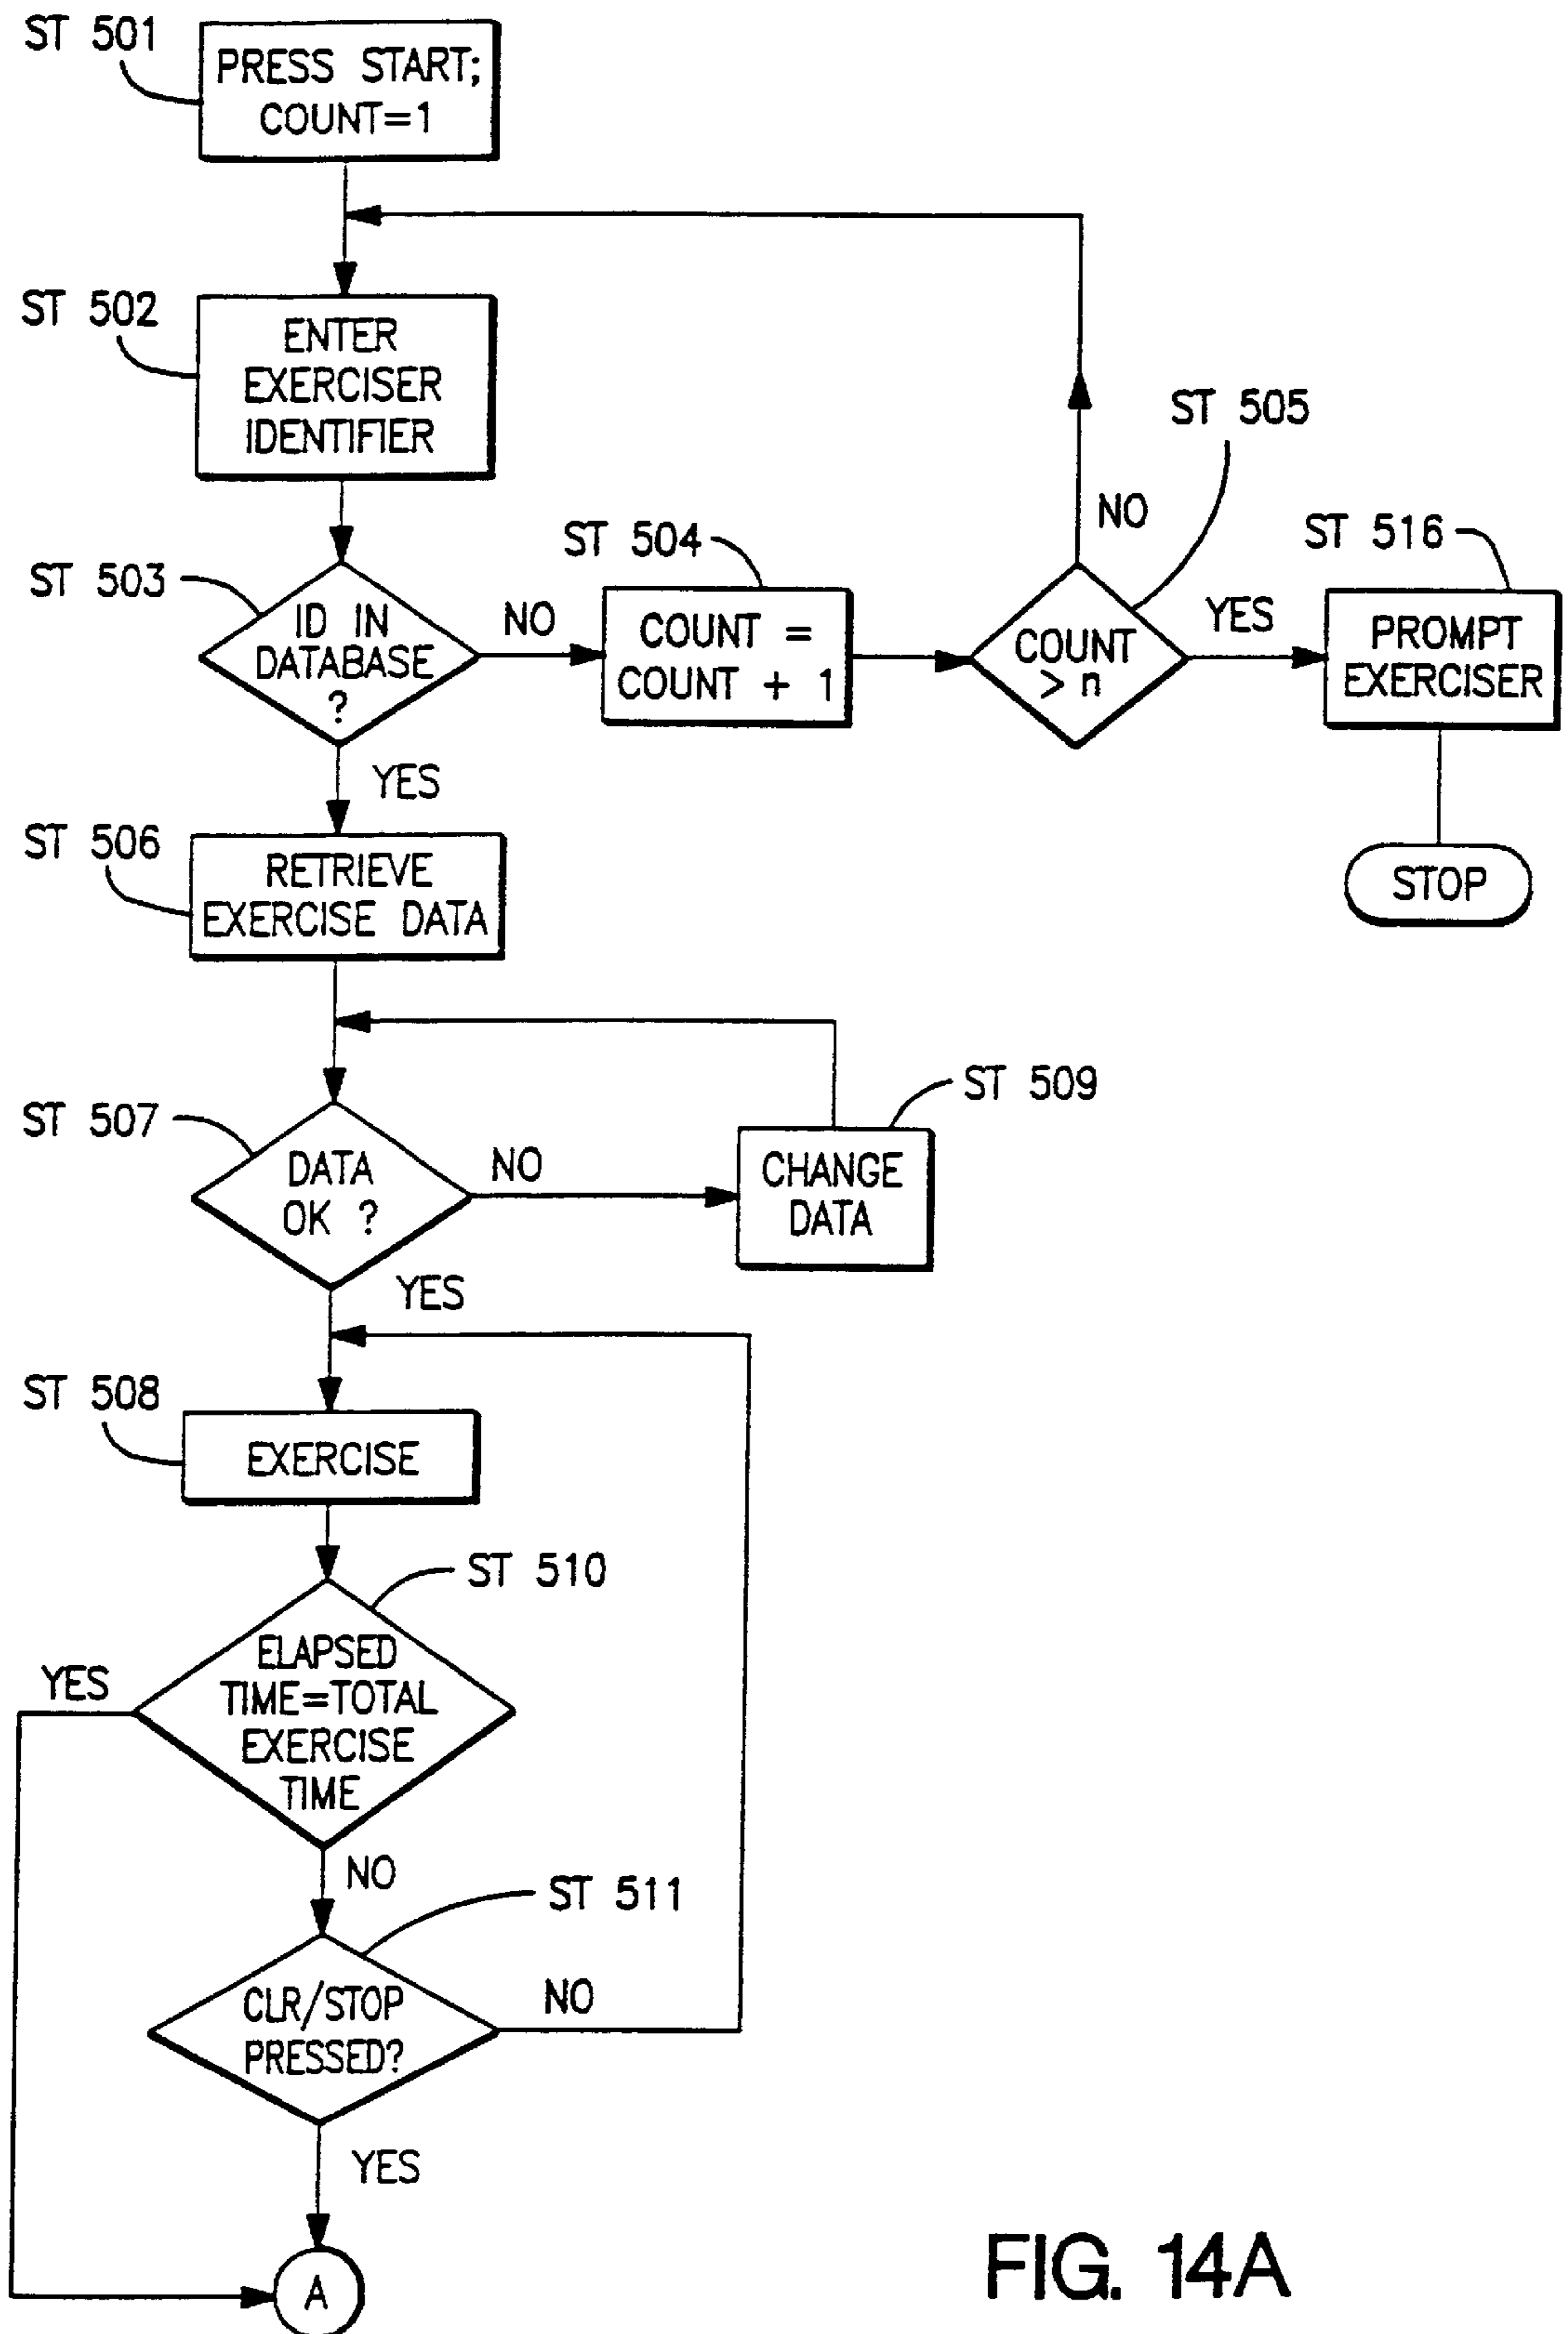 ST 501
PRESS START;
COUNT=1
ST 502
ENTER
EXERCISER
IDENTIFIER
ST 503
ID IN
DATABASE
?
NO
ST 504
COUNT =
COUNT + 1
ST 505
COUNT
> n
NO
YES
ST 516
PROMPT
EXERCISER
STOP
YES
ST 506
RETRIEVE
EXERCISE DATA
ST 507
DATA
OK ?
NO
ST 509
CHANGE
DATA
YES
ST 508
EXERCISE
ST 510
ELAPSED
TIME=TOTAL
EXERCISE
TIME
YES
NO
ST 511
CLR/STOP
PRESSED?
NO
YES
A
FIG. 14A